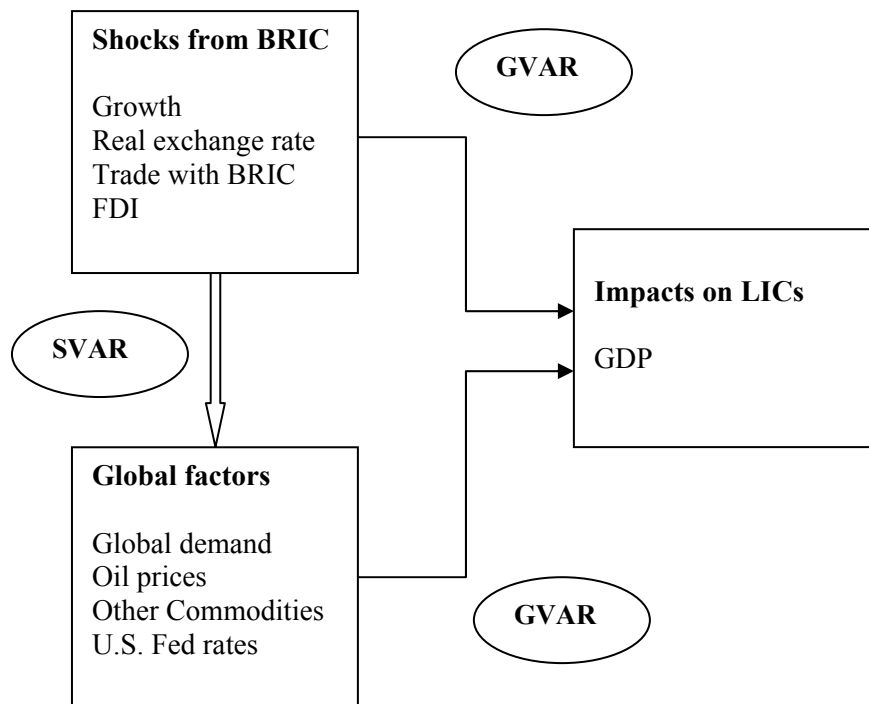 Shocks from BRIC
Growth
Real exchange rate
Trade with BRIC
FDI
GVAR
SVAR
Impacts on LICs
GDP
Global factors
Global demand
Oil prices
Other Commodities
U.S. Fed rates
GVAR